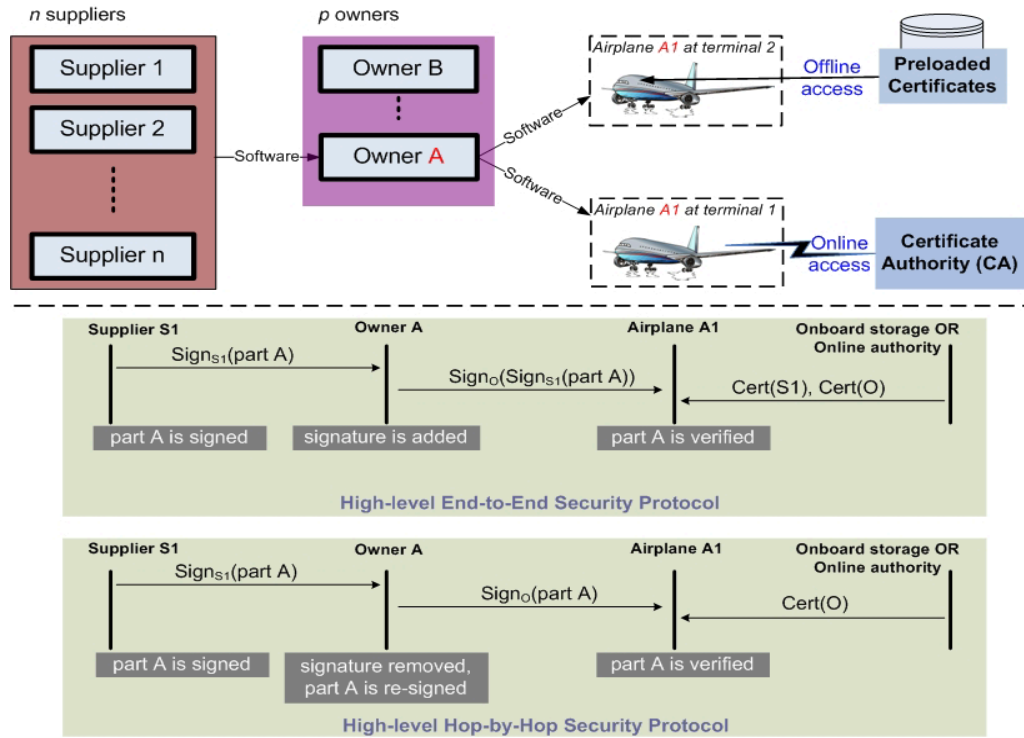 n suppliers
p owners
Supplier 1
Supplier 2
Supplier n
Software
Owner B
Owner A
Software
Software
Airplane A1 at terminal 2
Offline
access
Preloaded
Certificates
Airplane A1 at terminal 1
Online
access
Certificate
Authority (CA)
Supplier S1
Owner A
Airplane A1
Onboard storage OR
Online authority
SignS1(part A)
SignO(SignS1(part A))
Cert(S1), Cert(O)
part A is signed
signature is added
part A is verified
High-level End-to-End Security Protocol
Supplier S1
Owner A
Airplane A1
Onboard storage OR
Online authority
SignS1(part A)
SignO(part A)
Cert(O)
part A is signed
signature removed,
part A is re-signed
part A is verified
High-level Hop-by-Hop Security Protocol